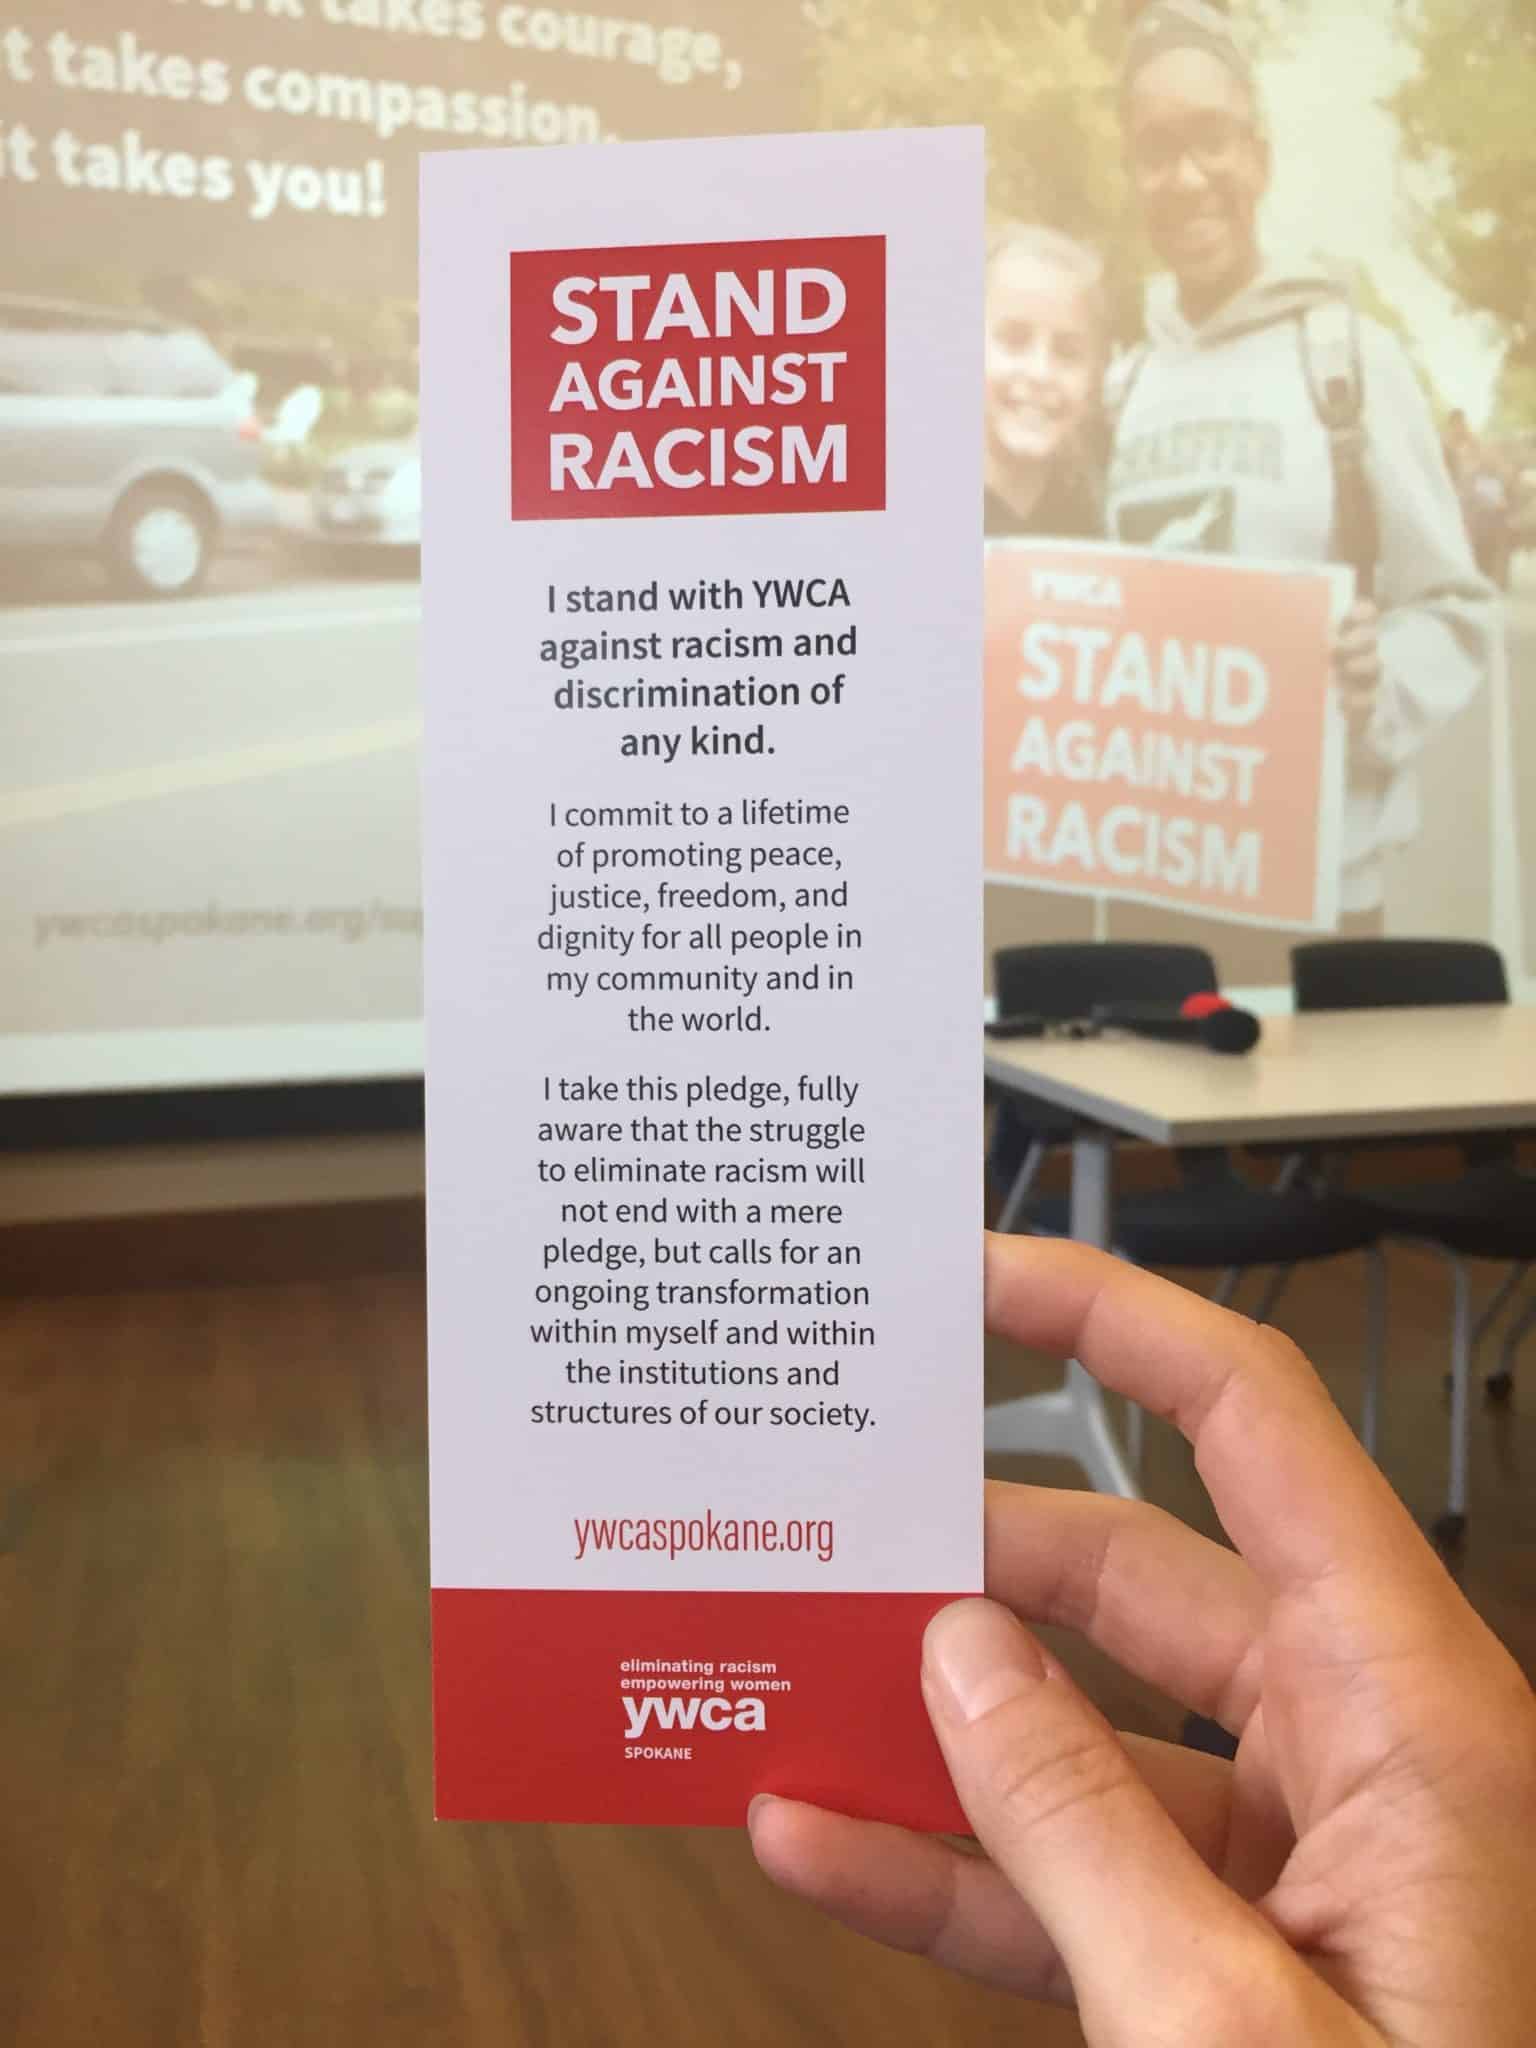 takes courage,
takes compassion,
it takes you!
STAND
AGAINST
RACISM
I stand with YWCA
against racism and
discrimination of
any kind.
I commit to a lifetime
of promoting peace,
justice, freedom, and
dignity for all people in
my community and in
the world.
I take this pledge, fully
aware that the struggle
to eliminate racism will
not end with a mere
pledge, but calls for an
ongoing transformation
within myself and within
the institutions and
structures of our society.
ywcaspokane.org
eliminating racism
empowering women
ywca
SPOKANE
YWCA
STAND
AGAINST
RACISM
ywcaspokane.org/su